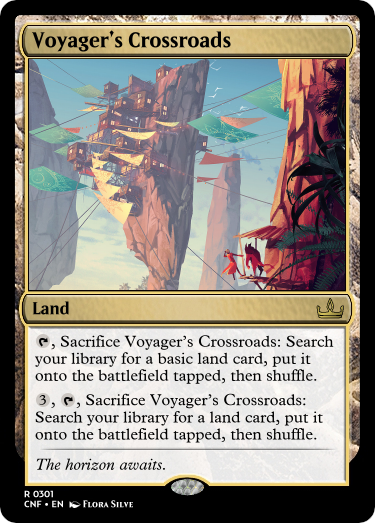 Voyager's Crossroads
Land
, Sacrifice Voyager's Crossroads: Search
your library for a basic land card, put it
onto the battlefield tapped, then shuffle.
3, , Sacrifice Voyager's Crossroads:
Search your library for a land card, put it
onto the battlefield tapped, then shuffle.
The horizon awaits.
R 0301
CNF • EN Flora Silve